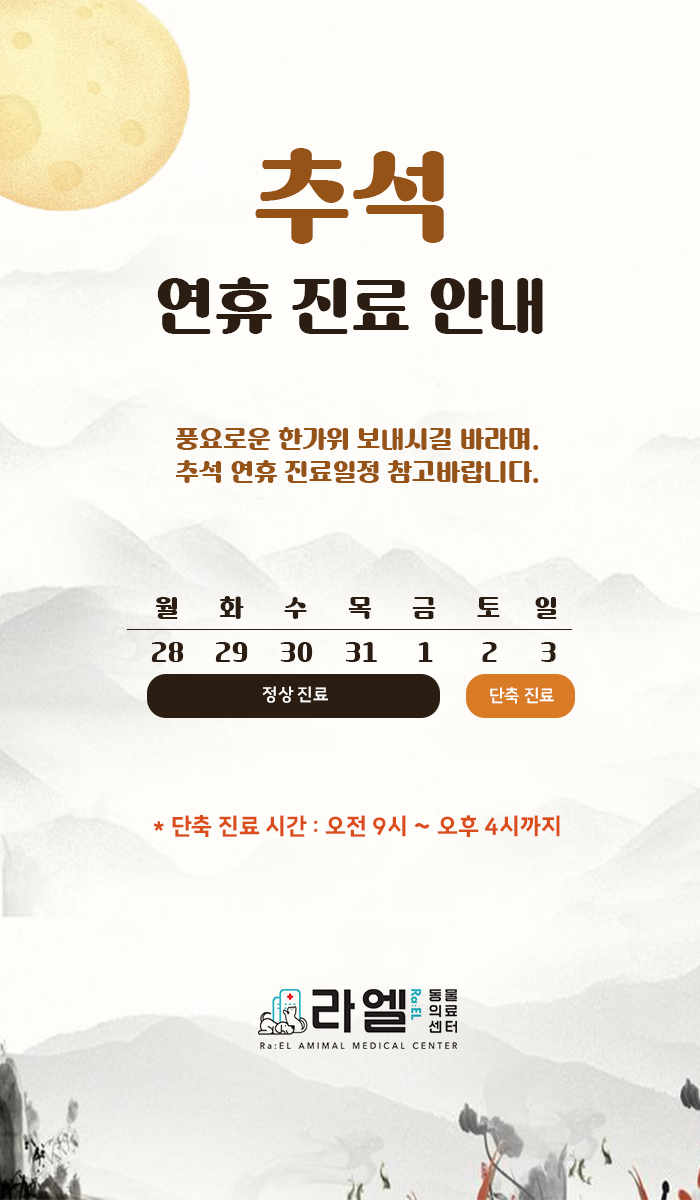 추석
연휴 진료 안내
풍요로운 한가위 보내시길 바라며.
추석 연휴 진료일정 참고바랍니다.
월 화 수 목 금 토 일
28 29 30 31 1 2 3
정상 진료 단축 진료
* 단축 진료 시간 : 오전 9시 ~ 오후 4시까지
라엘 Ra:EL 동물
의료
센터
Ra:EL AMIMAL MEDICAL CENTER